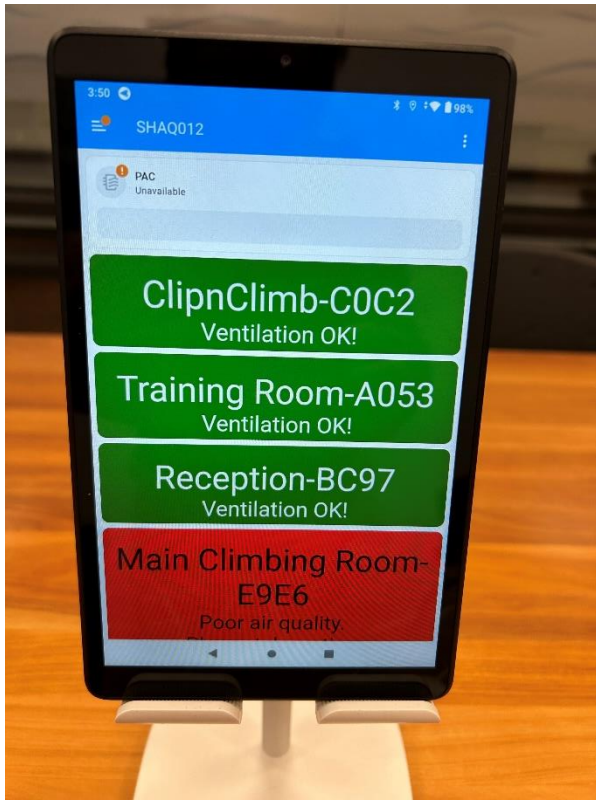 3:50 98%
SHAQ012
PAC
Unavailable
ClipnClimb-C0C2
Ventilation OK!
Training Room-A053
Ventilation OK!
Reception-BC97
Ventilation OK!
Main Climbing Room-
E9E6
Poor air quality.